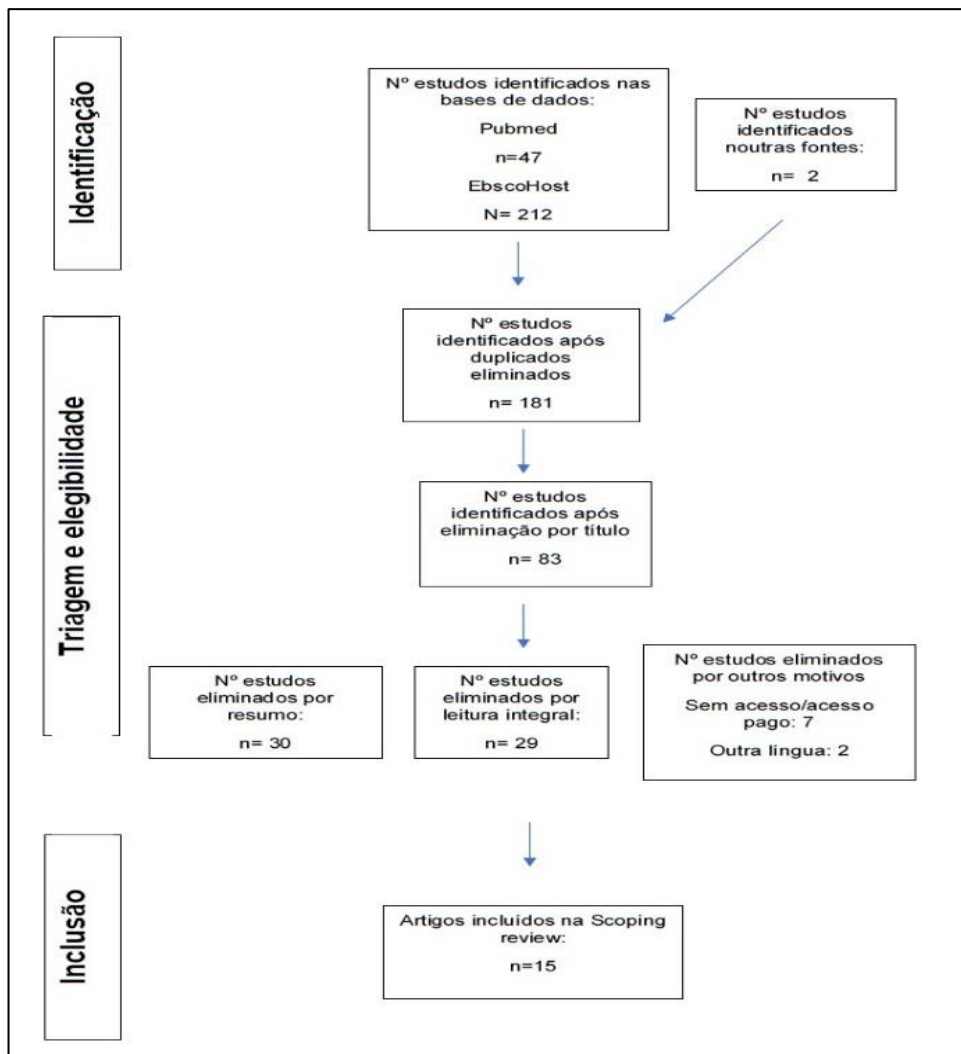 Identificação
Nº estudos identificados nas
bases de dados:
Pubmed
n=47
EbscoHost
N= 212
Nº estudos
identificados
noutras fontes:
n= 2
Triagem e elegibilidade
Nº estudos
identificados após
duplicados
eliminados
n= 181
Nº estudos
identificados após
eliminação por título
n= 83
Nº estudos
eliminados por
resumo:
n= 30
Nº estudos
eliminados por
leitura integral:
n= 29
Nº estudos eliminados
por outros motivos
Sem acesso/acesso
pago: 7
Outra língua: 2
Inclusão
Artigos incluídos na Scoping
review:
n=15